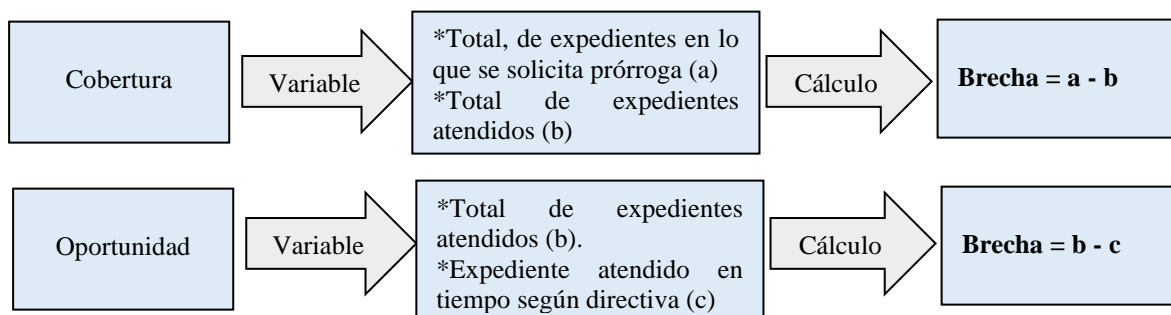 Cobertura
Variable
*Total, de expedientes en lo
que se solicita prórroga (a)
*Total de expedientes
atendidos (b)
Cálculo
Brecha = a - b
Oportunidad
Variable
*Total de expedientes
atendidos (b).
*Expediente atendido en
tiempo según directiva (c)
Cálculo
Brecha = b - c